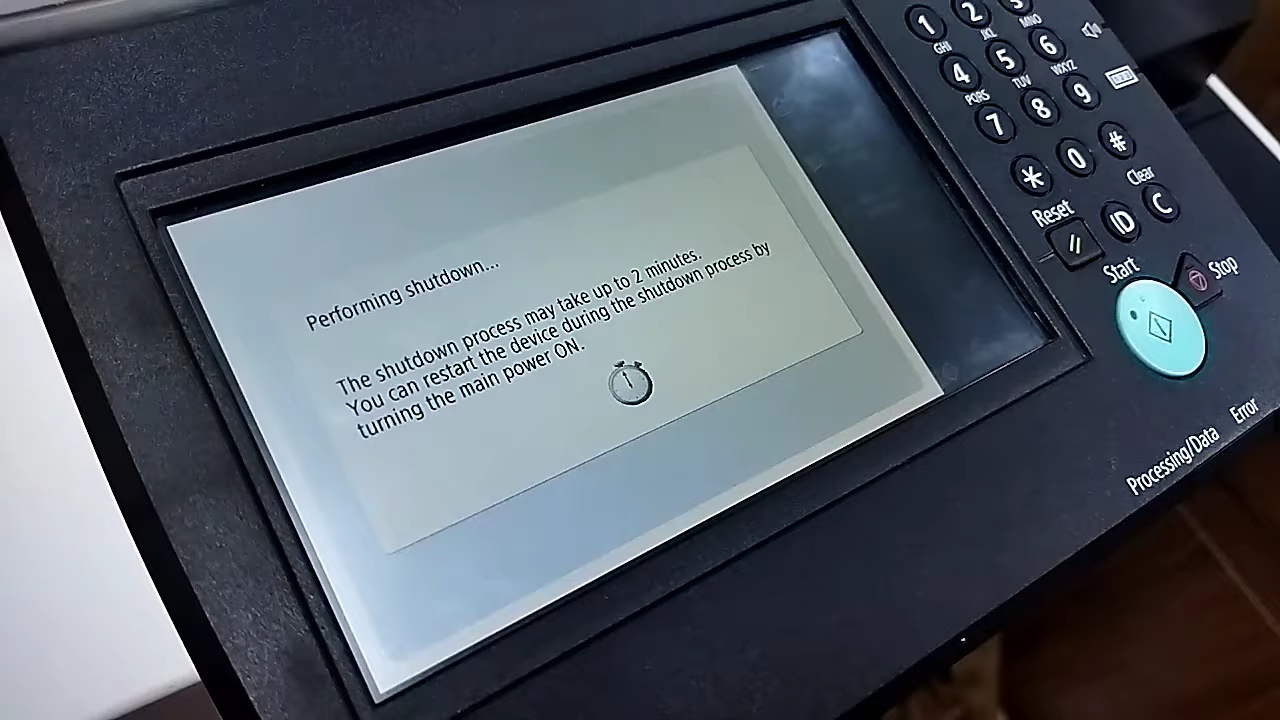 Performing shutdown...
The shutdown process may take up to 2 minutes.
You can restart the device during the shutdown process by
turning the main power ON.
1
2
3
GHI
JKL
MNO
4
5
6
PQRS
TUV
WXYZ
7
8
9
*
0
#
Clear
Reset
ID
C
Start
Stop
Processing/Data
Error